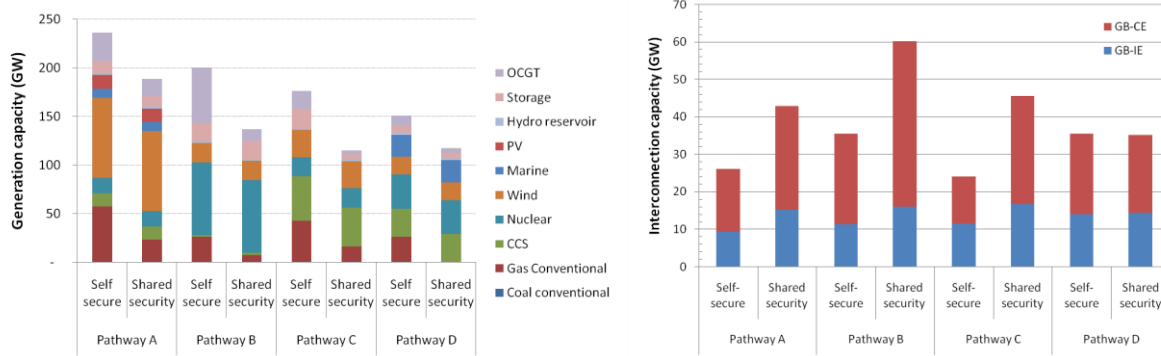 Generation capacity (GW)
250
200
150
100
50
-
Self secure
Shared security
Self secure
Shared security
Self secure
Shared security
Self secure
Shared security
Pathway A
Pathway B
Pathway C
Pathway D
OCGT
Storage
Hydro reservoir
PV
Marine
Wind
Nuclear
CCS
Gas Conventional
Coal conventional
Interconnection capacity (GW)
70
60
50
40
30
20
10
0
GB-CE
GB-IE
Self-
secure
Shared
security
Self-
secure
Shared
security
Self-
secure
Shared
security
Self-
secure
Shared
security
Pathway A
Pathway B
Pathway C
Pathway D